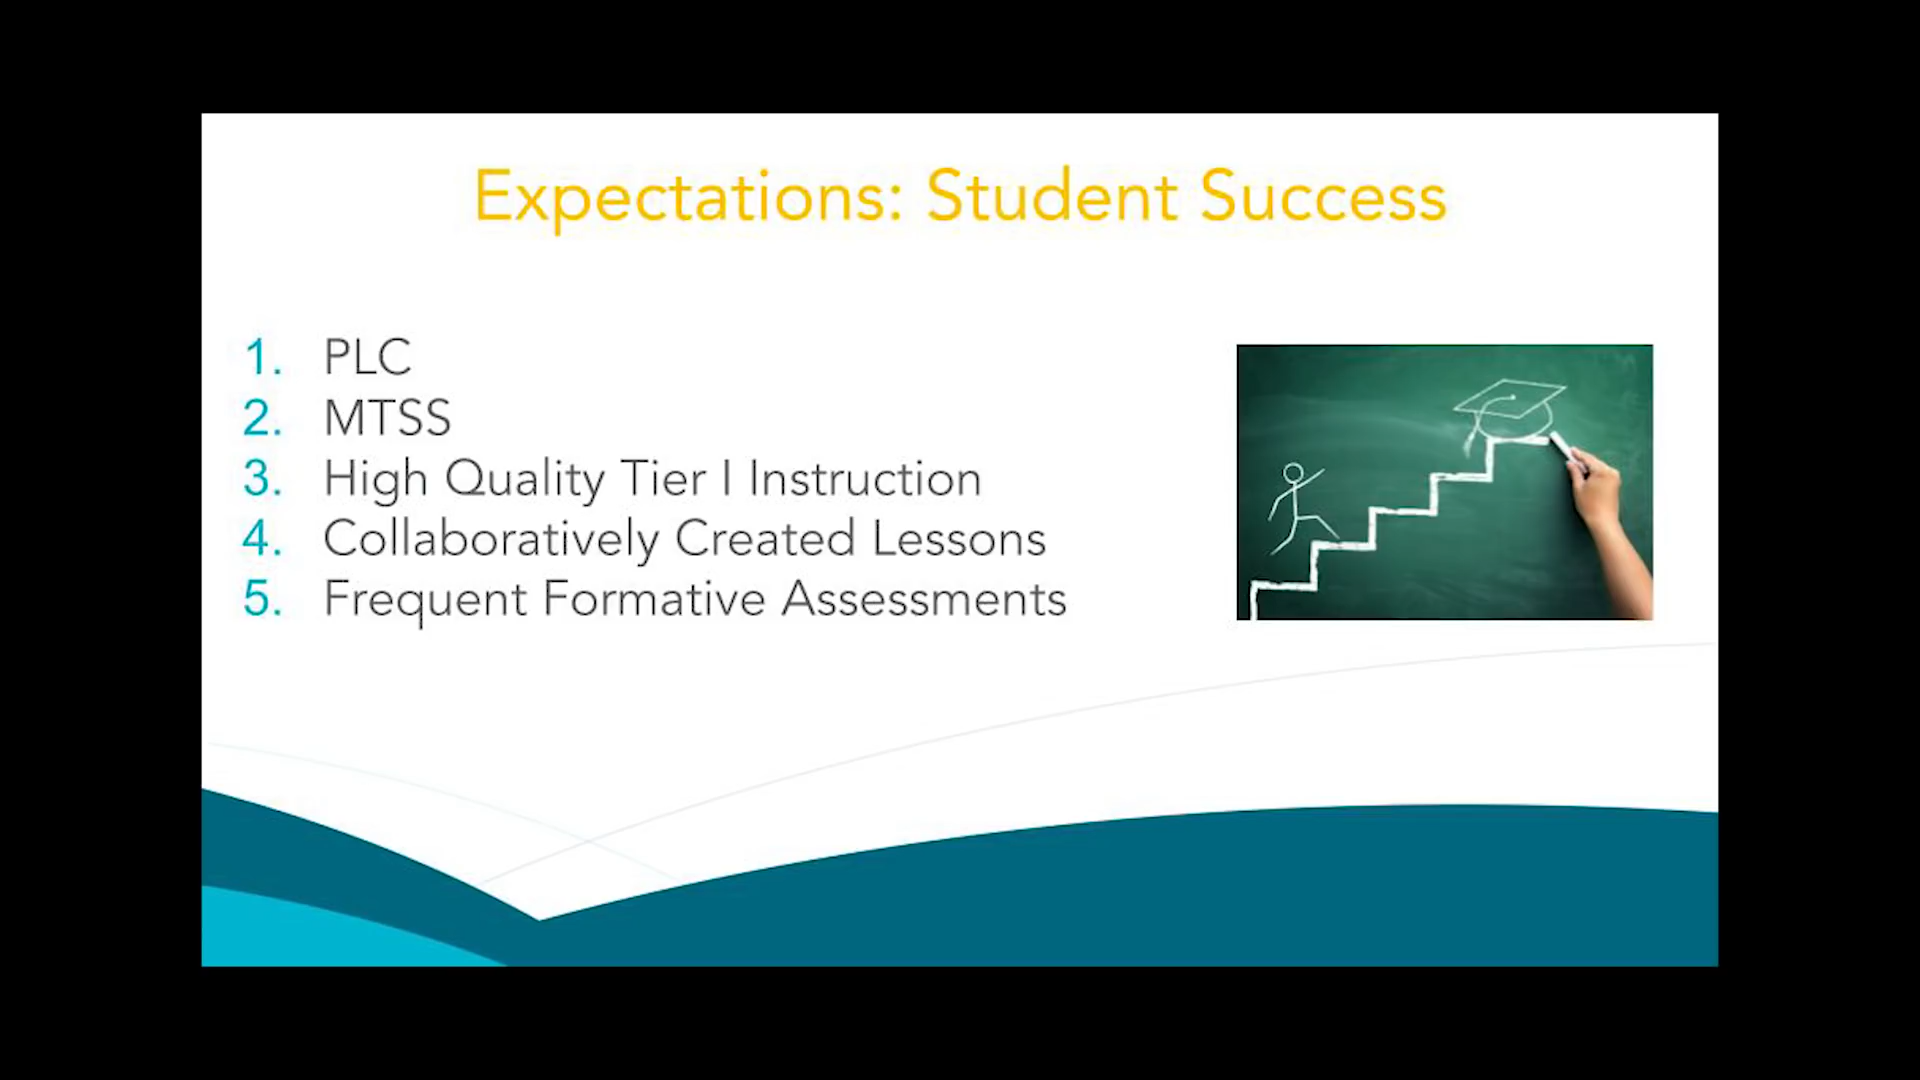 Expectations: Student Success
1. PLC
2. MTSS
3. High Quality Tier I Instruction
4. Collaboratively Created Lessons
5. Frequent Formative Assessments